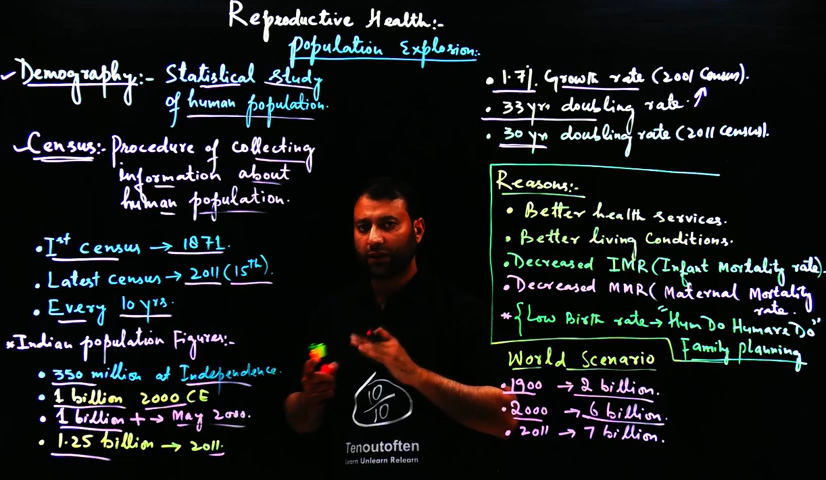 Reproductive Health:-
Population Explosion:-
✓ Demography:- Statistical study
of human population.
✓ Census:- Procedure of collecting
information about
human population.
• Ist census → 1871.
• Latest census → 2011 (15th)
• Every 10 yrs.
* Indian population Figures:-
• 350 million at Independence.
• 1 billion 2000 CE
• 1 billion + → May 2000.
• 1.25 billion → 2011.
• 1.7% Growth rate (2001 Census).
• 33 yrs doubling rate.
• 30 yr doubling rate (2011 Census).
Reasons:-
• Better health services.
• Better living Conditions.
• Decreased IMR (Infant Mortality rate).
• Decreased MMR (Maternal Mortality
rate.
* { Low Birth rate → "Hum Do Humare Do"
Family planning
World Scenario
• 1900 → 2 billion.
• 2000 → 6 billion.
• 2011 → 7 billion.
10/10
Tenoutoften
Learn Unlearn Relearn